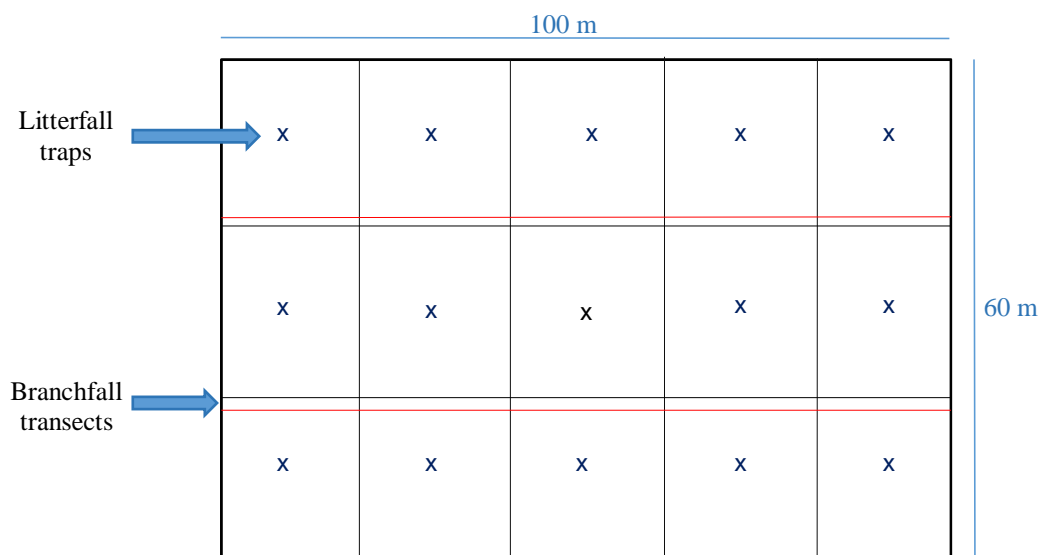 100 m
Litterfall
traps
x x x x x
x x x x x
60 m
Branchfall
transects
x x x x x